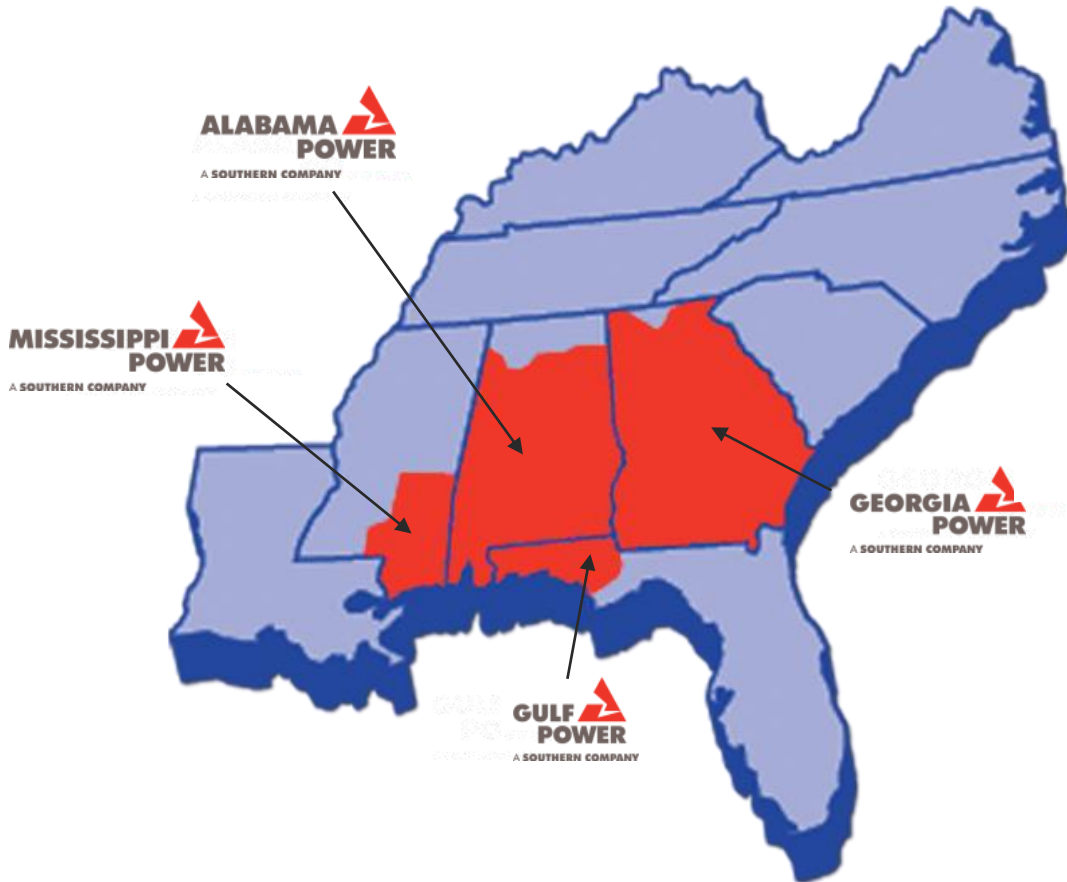 ALABAMA
POWER
A SOUTHERN COMPANY
MISSISSIPPI
POWER
A SOUTHERN COMPANY
GEORGIA
POWER
A SOUTHERN COMPANY
GULF
POWER
A SOUTHERN COMPANY